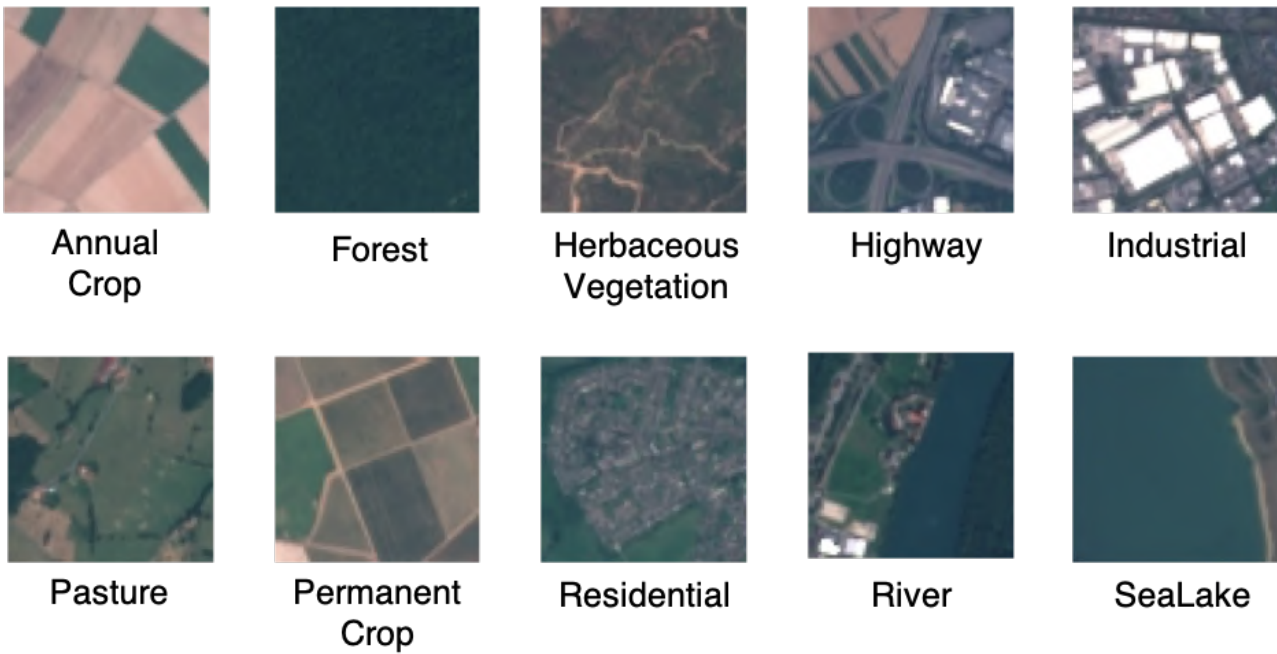 Annual
Crop
Forest
Herbaceous
Vegetation
Highway
Industrial
Pasture
Permanent
Crop
Residential
River
SeaLake